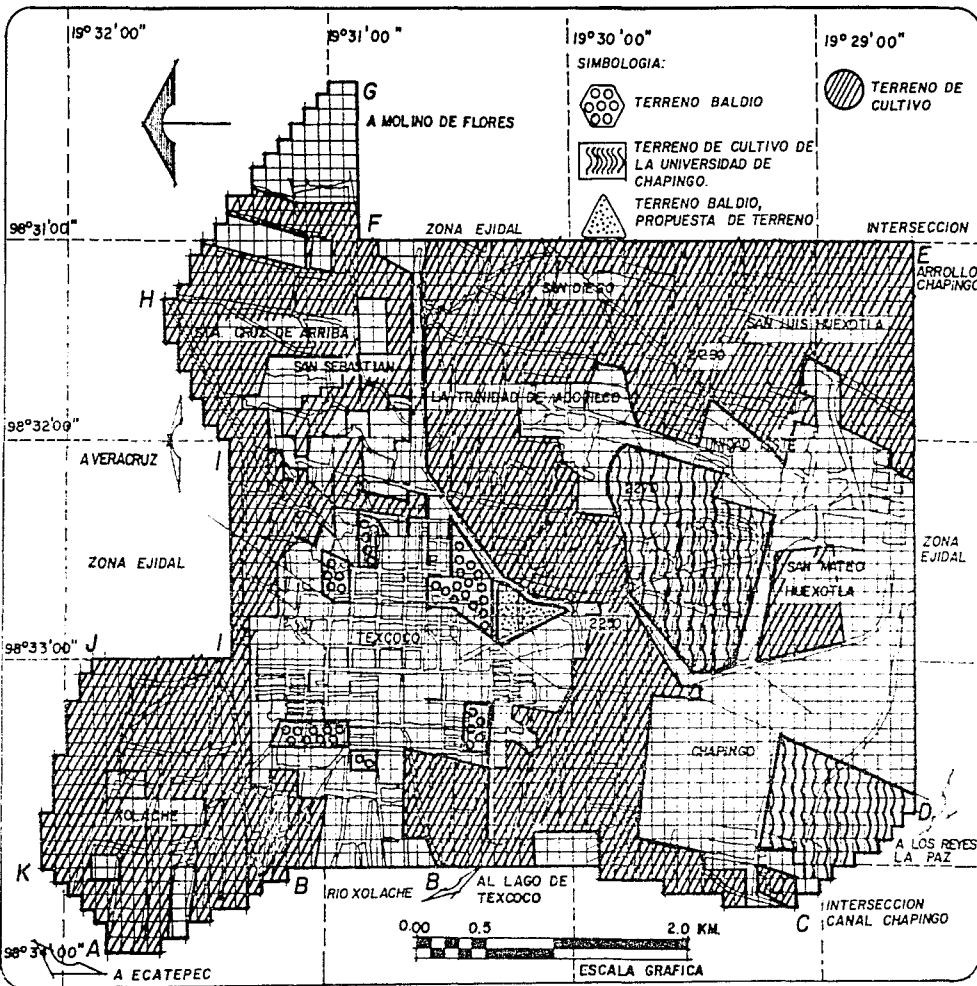 19° 32' 00"
19° 31' 00"
19° 30' 00"
19° 29' 00"
SIMBOLOGIA:
TERRENO BALDIO
TERRENO DE
CULTIVO
TERRENO DE CULTIVO DE
LA UNIVERSIDAD DE
CHAPINGO.
TERRENO BALDIO,
PROPUESTA DE TERRENO
G
A MOLINO DE FLORES
98° 31' 00"
F
ZONA EJIDAL
INTERSECCION
E
ARROLLO
CHAPINGO
SAN DIEGO
H
STA. CRUZ DE ARRIBA
SAN LUIS HUEXOTLA
SAN SEBASTIAN
2290
LA TRINIDAD DE
98° 32' 00"
A VERACRUZ
I
ZONA EJIDAL
ZONA
EJIDAL
SAN MATEO
HUEXOTLA
TEXCOCO
2250
98° 33' 00"
J
I
CHAPINGO
XOLACHE
D
A LOS REYES
LA PAZ
K
B
RIO XOLACHE
B'
AL LAGO DE
TEXCOCO
C
INTERSECCION
CANAL CHAPINGO
98° 34' 00"
A
A ECATEPEC
0.00
0.5
2.0 KM.
ESCALA GRAFICA